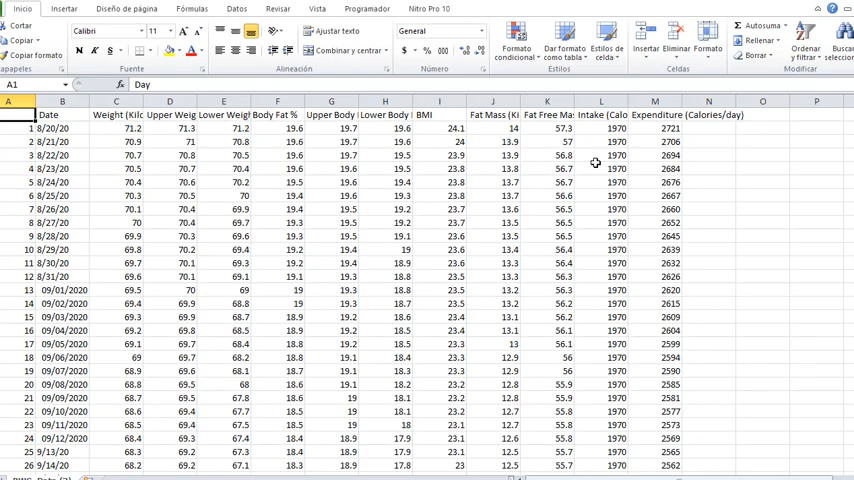 Inicio Insertar Diseño de página Fórmulas Datos Revisar Vista Programador Nitro Pro 10
Cortar
Copiar
Copiar formato
Calibri 11
N K S
Ajustar texto
Combinar y centrar
General
$ % 000
Formato condicional
Dar formato como tabla
Estilos de celda
Insertar Eliminar Formato
Autosuma
Rellenar
Borrar
Ordenar y filtrar
Fuente Alineación Número Estilos Celdas Modificar
A1 fx Day
A B C D E F G H I J K L M N O P
Date Weight (Kilo Upper Weig Lower Weigh Body Fat % Upper Body Lower Body BMI Fat Mass (Ki Fat Free Mas Intake (Calo Expenditure (Calories/day)
1 8/20/20 71.2 71.3 71.2 19.6 19.7 19.6 24.1 14 57.3 1970 2721
2 8/21/20 70.9 71 70.8 19.6 19.7 19.6 24 13.9 57 1970 2706
3 8/22/20 70.7 70.8 70.5 19.5 19.6 19.5 23.9 13.9 56.8 1970 2694
4 8/23/20 70.5 70.7 70.4 19.5 19.6 19.4 23.8 13.8 56.7 1970 2684
5 8/24/20 70.4 70.6 70.2 19.5 19.6 19.4 23.8 13.7 56.7 1970 2676
6 8/25/20 70.3 70.5 70 19.4 19.5 19.3 23.8 13.7 56.6 1970 2667
7 8/26/20 70.1 70.4 69.9 19.4 19.5 19.2 23.7 13.6 56.5 1970 2660
8 8/27/20 70 70.4 69.7 19.3 19.5 19.2 23.7 13.5 56.5 1970 2652
9 8/28/20 69.9 70.3 69.6 19.3 19.5 19.1 23.6 13.5 56.5 1970 2645
10 8/29/20 69.8 70.2 69.4 19.2 19.4 19 23.6 13.4 56.4 1970 2639
11 8/30/20 69.7 70.1 69.3 19.2 19.4 18.9 23.6 13.4 56.4 1970 2632
12 8/31/20 69.6 70.1 69.1 19.1 19.3 18.8 23.5 13.3 56.3 1970 2626
13 09/01/2020 69.5 70 69 19 19.3 18.8 23.5 13.2 56.3 1970 2620
14 09/02/2020 69.4 69.9 68.8 19 19.3 18.7 23.5 13.2 56.2 1970 2615
15 09/03/2020 69.3 69.9 68.7 18.9 19.2 18.6 23.4 13.1 56.2 1970 2609
16 09/04/2020 69.2 69.8 68.5 18.9 19.2 18.5 23.4 13.1 56.1 1970 2604
17 09/05/2020 69.1 69.7 68.4 18.8 19.2 18.5 23.3 13 56.1 1970 2599
18 09/06/2020 69 69.7 68.2 18.8 19.1 18.4 23.3 12.9 56 1970 2594
19 09/07/2020 68.9 69.6 68.1 18.7 19.1 18.3 23.3 12.9 56 1970 2590
20 09/08/2020 68.8 69.5 68 18.6 19.1 18.2 23.2 12.8 55.9 1970 2585
21 09/09/2020 68.8 69.5 67.8 18.6 19 18.1 23.2 12.8 55.9 1970 2581
22 09/10/2020 68.7 69.4 67.7 18.5 19 18.1 23.2 12.7 55.8 1970 2577
23 09/11/2020 68.6 69.4 67.5 18.5 19 18 23.2 12.7 55.8 1970 2573
24 09/12/2020 68.4 69.3 67.4 18.4 18.9 17.9 23.1 12.6 55.8 1970 2569
25 9/13/20 68.3 69.2 67.3 18.4 18.9 17.8 23.1 12.5 55.7 1970 2565
26 9/14/20 68.2 69.2 67.1 18.3 18.9 17.8 23 12.5 55.7 1970 2562